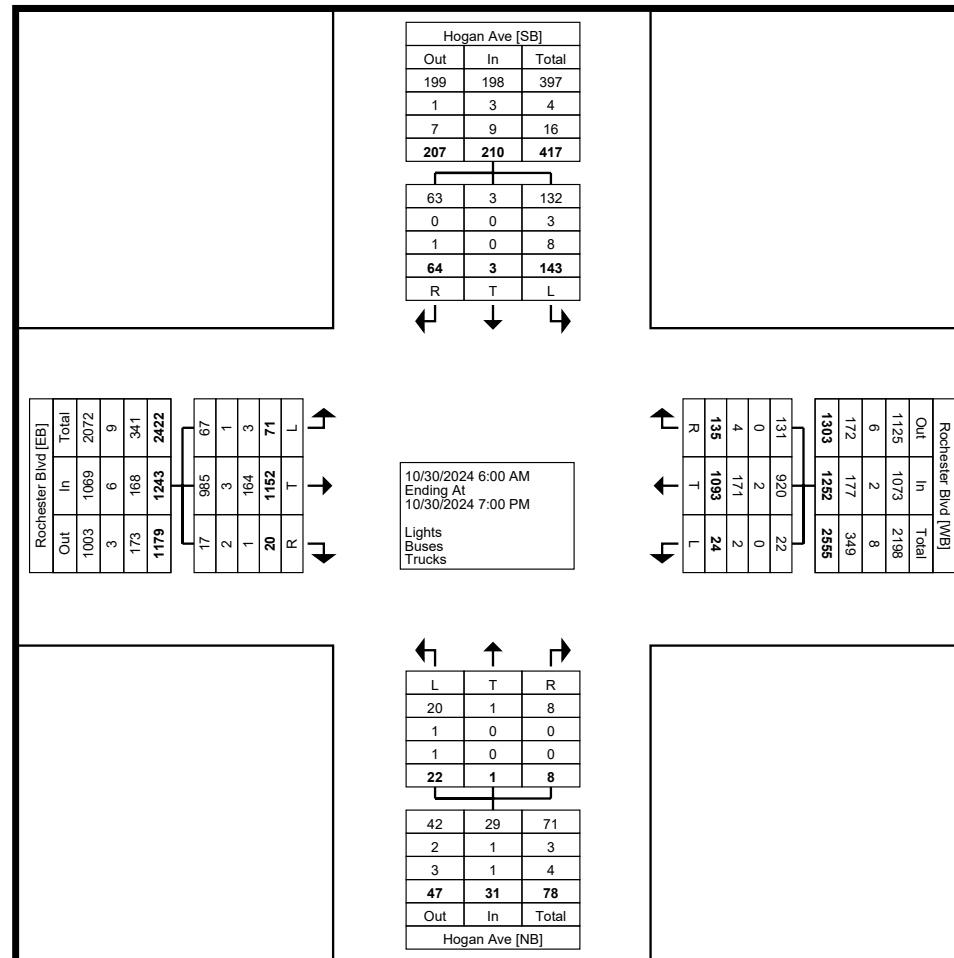 Hogan Ave [SB]
Out In Total
199 198 397
1 3 4
7 9 16
207 210 417
63 3 132
0 0 3
1 0 8
64 3 143
R T L
Rochester Blvd [EB]
Total In Out
2072 1069 1003
9 6 3
341 168 173
2422 1243 1179
67 985 17
1 3 2
3 164 1
71 1152 20
L T R
10/30/2024 6:00 AM
Ending At
10/30/2024 7:00 PM
Lights
Buses
Trucks
Rochester Blvd [WB]
Out In Total
1125 1073 2198
6 2 8
172 177 349
1303 1252 2555
131 920 22
0 2 0
4 171 2
135 1093 24
R T L
L T R
20 1 8
1 0 0
1 0 0
22 1 8
42 29 71
2 1 3
3 1 4
47 31 78
Out In Total
Hogan Ave [NB]